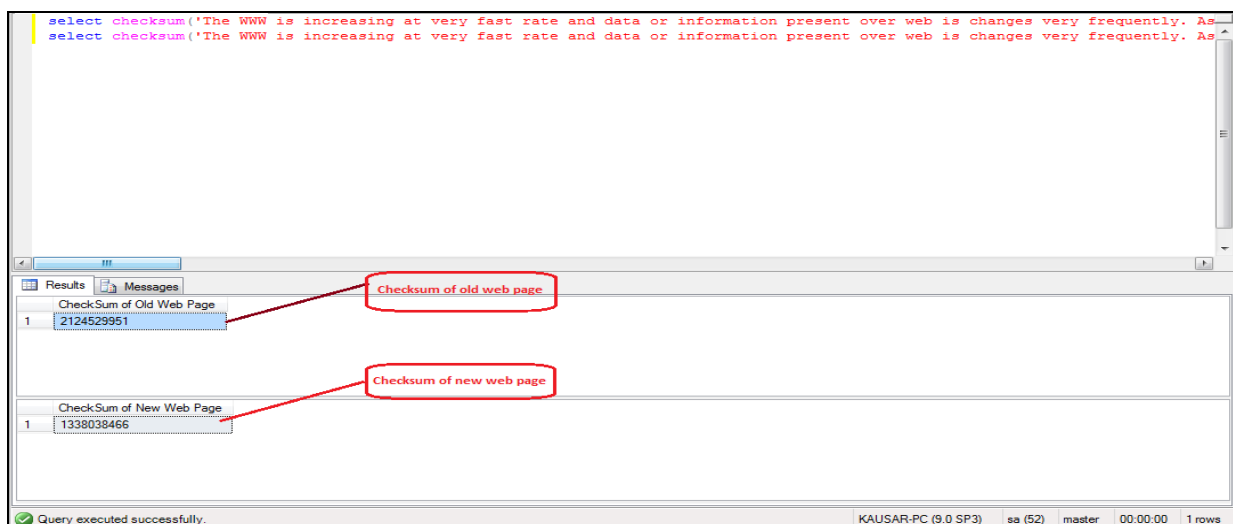 select checksum('The WWW is increasing at very fast rate and data or information present over web is changes very frequently. As
select checksum('The WWW is increasing at very fast rate and data or information present over web is changes very frequently. As
Results Messages
Checksum of old web page
CheckSum of Old Web Page
1 2124529951
Checksum of new web page
CheckSum of New Web Page
1 1338038466
Query executed successfully. KAUSAR-PC (9.0 SP3) sa (52) master 00:00:00 1 rows